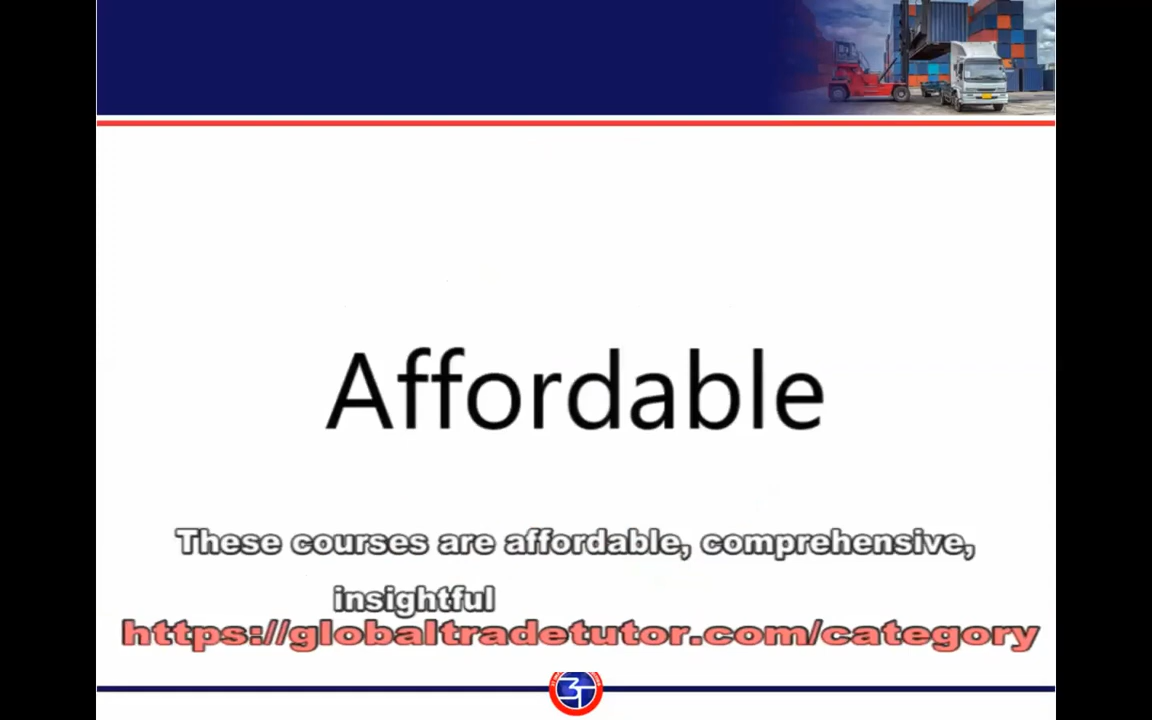 Affordable
These courses are affordable, comprehensive,
insightful
https://globaltradetutor.com/category